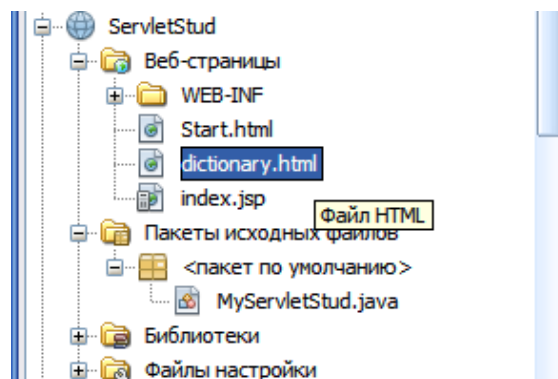 ServletStud
Веб-страницы
WEB-INF
Start.html
dictionary.html
index.jsp
Файл HTML
Пакеты исходных файлов
<пакет по умолчанию>
MyServletStud.java
Библиотеки
Файлы настройки